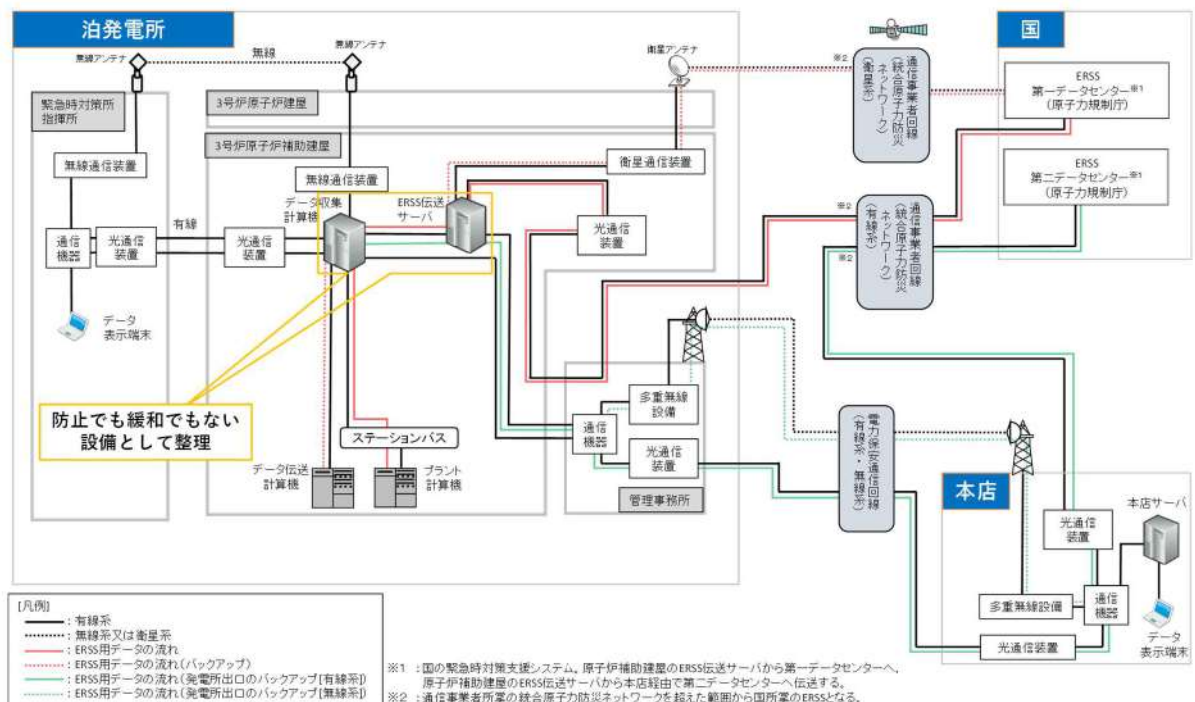 泊発電所
無線アンテナ
無線
無線アンテナ
衛星アンテナ
緊急時対策所
指揮所
3号炉原子炉建屋
3号炉原子炉補助建屋
無線通信装置
無線通信装置
衛星通信装置
データ収集
計算機
ERSS伝送
サーバ
有線
通信
機器
光通信
装置
光通信
装置
光通信
装置
データ
表示端末
防止でも緩和でもない
設備として整理
ステーションバス
データ伝送
計算機
プラント
計算機
多重無線
設備
通信
機器
光通信
装置
管理事務所
※2
通信事業者回線
(統合原子力防災
ネットワーク)
(衛星系)
※2
通信事業者回線
(統合原子力防災
ネットワーク)
(有線系)
※2
電力保安通信回線
(有線系・無線系)
国
ERSS
第一データセンター※1
(原子力規制庁)
ERSS
第二データセンター※1
(原子力規制庁)
本店
本店サーバ
光通信
装置
多重無線設備
通信
機器
光通信装置
データ
表示端末
[凡例]
:有線系
:無線系又は衛星系
:ERSS用データの流れ
:ERSS用データの流れ(バックアップ)
:ERSS用データの流れ(発電所出口のバックアップ[有線系])
:ERSS用データの流れ(発電所出口のバックアップ[無線系])
※1 :国の緊急時対策支援システム。原子炉補助建屋のERSS伝送サーバから第一データセンターへ、
原子炉補助建屋のERSS伝送サーバから本店経由で第二データセンターへ伝送する。
※2 :通信事業者所掌の統合原子力防災ネットワークを超えた範囲から国所掌のERSSとなる。